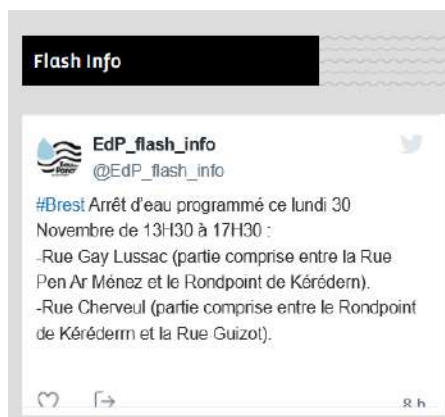 Flash Info
EdP_flash_info
@EdP_flash_info
#Brest Arrêt d'eau programmé ce lundi 30
Novembre de 13H30 à 17H30 :
-Rue Gay Lussac (partie comprise entre la Rue
Pen Ar Ménez et le Rondpoint de Kérédern).
-Rue Cherveul (partie comprise entre le Rondpoint
de Kéréderrn et la Rue Guizot).
8 h